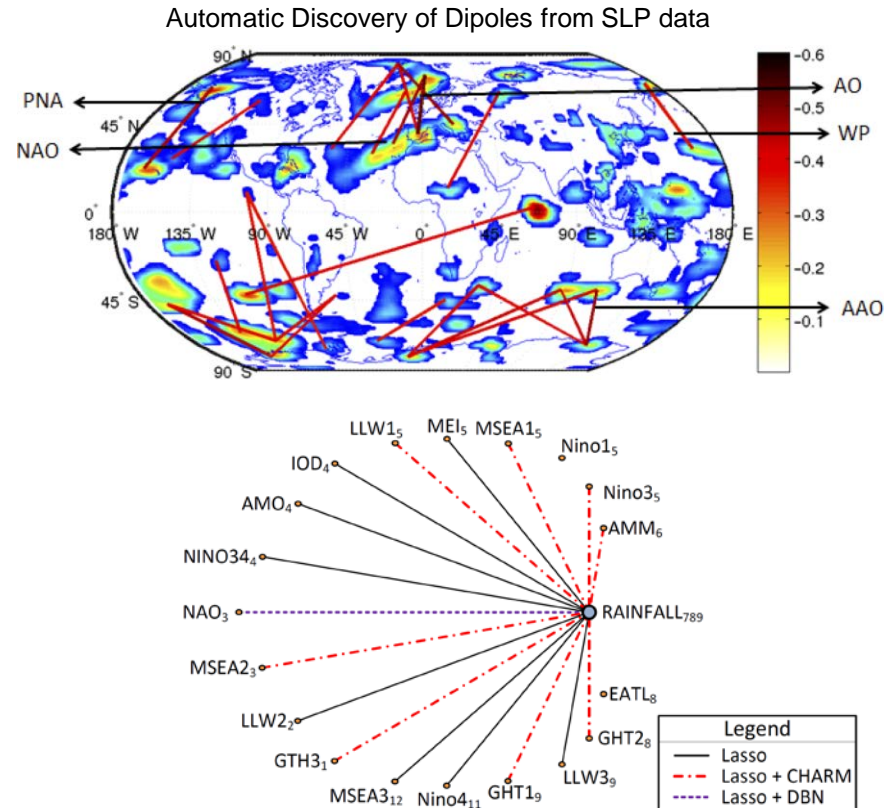 Automatic Discovery of Dipoles from SLP data
90° N
PNA
45° N
NAO
0°
180° W 135° W 90° W 45° W 0° 45° E 90° E 135° E 180° E
45° S
90° S
AO
WP
AAO
-0.6
-0.5
-0.4
-0.3
-0.2
-0.1
LLW1₅
MEI₅
MSEA1₅
Nino1₅
IOD₄
Nino3₅
AMO₄
AMM₆
NINO34₄
NAO₃
RAINFALL₇₈₉
MSEA2₃
EATL₈
LLW2₂
GHT2₈
GTH3₁
LLW3₉
MSEA3₁₂
Nino4₁₁
GHT1₉
Legend
Lasso
Lasso + CHARM
Lasso + DBN